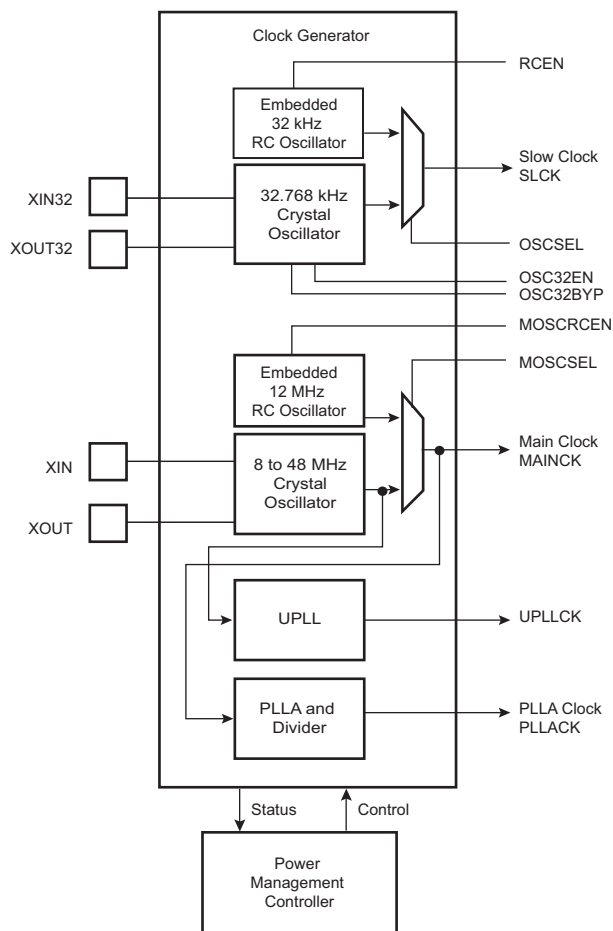 Clock Generator
RCEN
Embedded
32 kHz
RC Oscillator
Slow Clock
SLCK
XIN32
32.768 kHz
Crystal
Oscillator
XOUT32
OSCSEL
OSC32EN
OSC32BYP
MOSCRCEN
MOSCSEL
Embedded
12 MHz
RC Oscillator
Main Clock
MAINCK
XIN
8 to 48 MHz
Crystal
Oscillator
XOUT
UPLL
UPLLCK
PLLA and
Divider
PLLA Clock
PLLACK
Status
Control
Power
Management
Controller